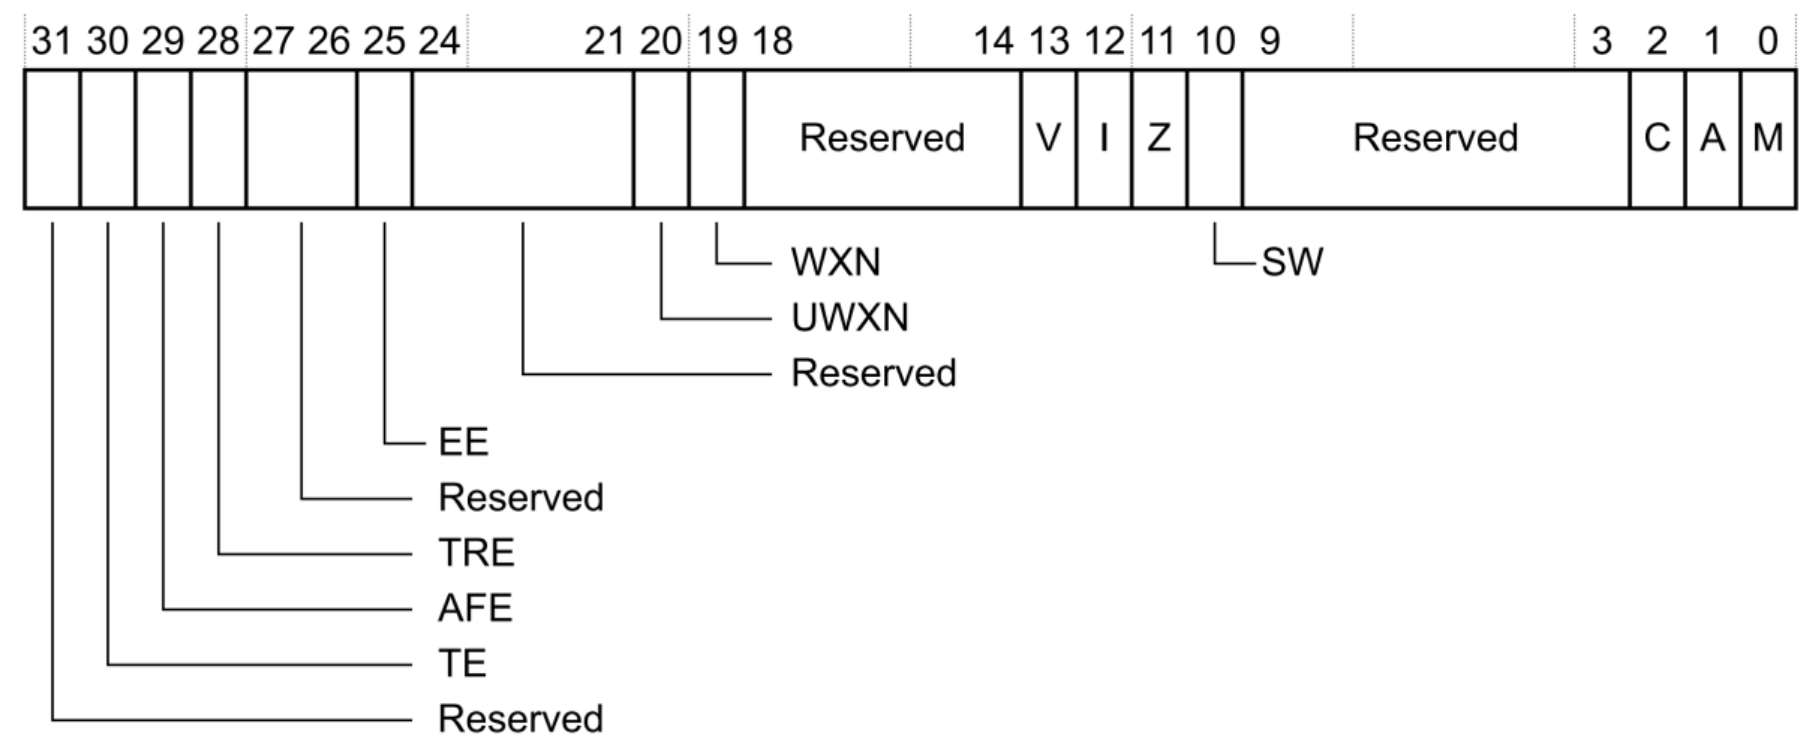 31 30 29 28 27 26 25 24 21 20 19 18 14 13 12 11 10 9 3 2 1 0
Reserved V I Z Reserved C A M
WXN SW
UWXN
Reserved
EE
Reserved
TRE
AFE
TE
Reserved